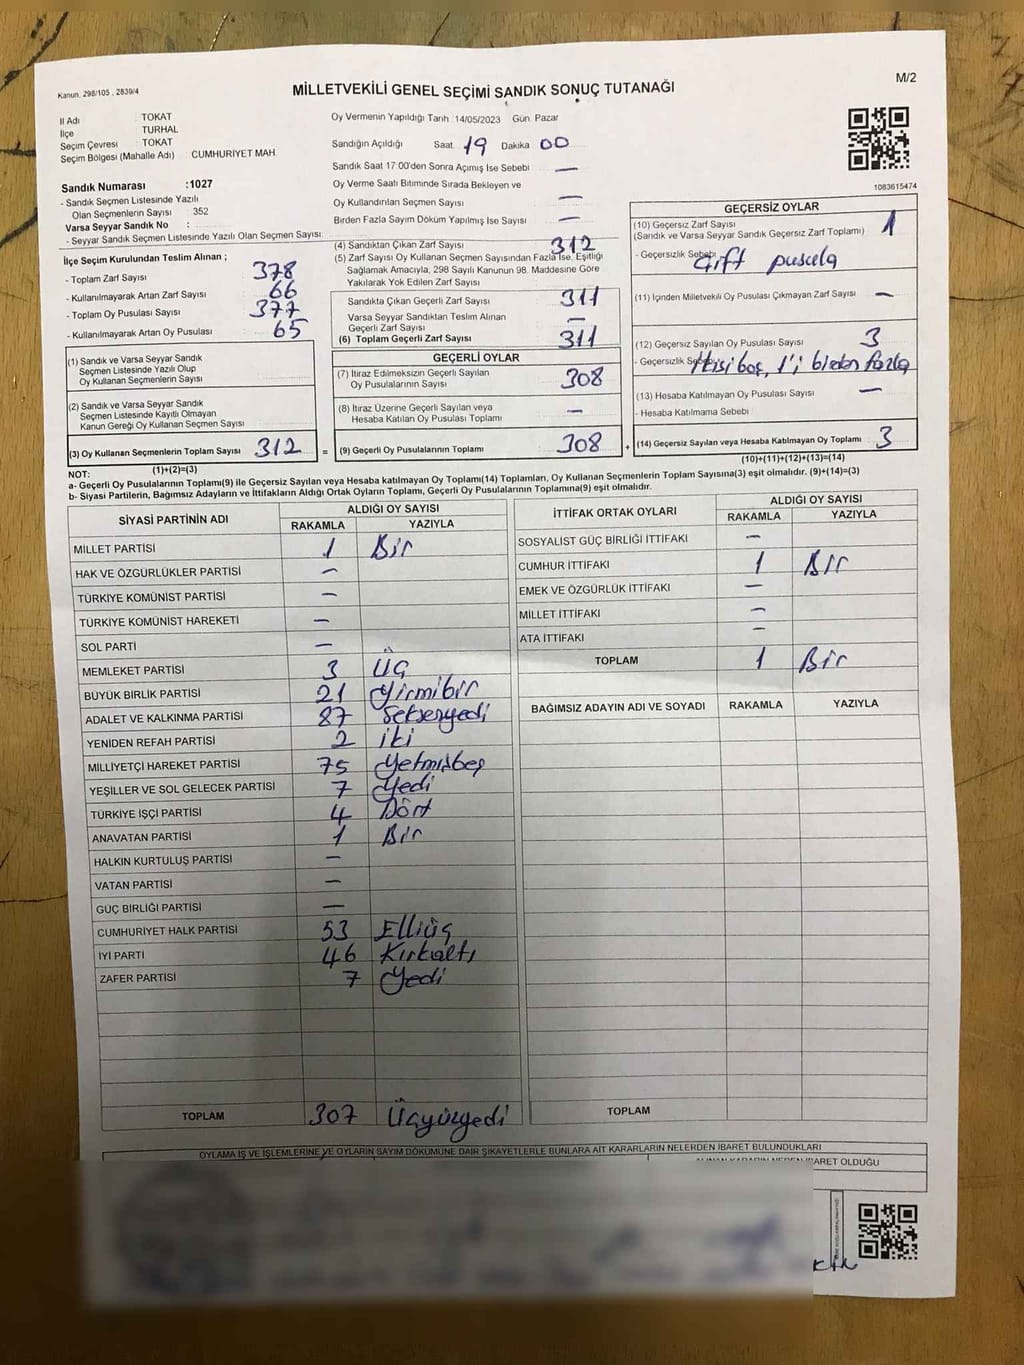 Kanun, 298/105 , 2839/4
MİLLETVEKİLİ GENEL SEÇİMİ SANDIK SONUÇ TUTANAĞI
M/2
İl Adı : TOKAT
İlçe : TURHAL
Seçim Çevresi : TOKAT
Seçim Bölgesi (Mahalle Adı) CUMHURİYET MAH.
Sandık Numarası :1027
- Sandık Seçmen Listesinde Yazılı
Olan Seçmenlerin Sayısı 352
Varsa Seyyar Sandık No :
- Seyyar Sandık Seçmen Listesinde Yazılı Olan Seçmen Sayısı:
İlçe Seçim Kurulundan Teslim Alınan ;
- Toplam Zarf Sayısı 378
- Kullanılmayarak Artan Zarf Sayısı 66
- Toplam Oy Pusulası Sayısı 377
- Kullanılmayarak Artan Oy Pusulası 65
(1) Sandık ve Varsa Seyyar Sandık
Seçmen Listesinde Yazılı Olup
Oy Kullanan Seçmenlerin Sayısı
(2) Sandık ve Varsa Seyyar Sandık
Seçmen Listesinde Kayıtlı Olmayan
Kanun Gereği Oy Kullanan Seçmen Sayısı
(3) Oy Kullanan Seçmenlerin Toplam Sayısı 312
(1)+(2)=(3)
Oy Vermenin Yapıldığı Tarih :14/05/2023 Gün Pazar
Sandığın Açıldığı Saat 19 Dakika 00
Sandık Saat 17:00'den Sonra Açımış İse Sebebi —
Oy Verme Saati Bitiminde Sırada Bekleyen ve
Oy Kullandırılan Seçmen Sayısı —
Birden Fazla Sayım Döküm Yapılmış İse Sayısı —
(4) Sandıktan Çıkan Zarf Sayısı 312
(5) Zarf Sayısı Oy Kullanan Seçmen Sayısından Fazla İse, Eşitliği
Sağlamak Amacıyla, 298 Sayılı Kanunun 98. Maddesine Göre
Yakılarak Yok Edilen Zarf Sayısı
Sandıkta Çıkan Geçerli Zarf Sayısı 311
Varsa Seyyar Sandıktan Teslim Alınan
Geçerli Zarf Sayısı —
(6) Toplam Geçerli Zarf Sayısı 311
GEÇERLİ OYLAR
(7) İtiraz Edilmeksizin Geçerli Sayılan
Oy Pusulalarının Sayısı 308
(8) İtiraz Üzerine Geçerli Sayılan veya
Hesaba Katılan Oy Pusulası Toplamı —
= (9) Geçerli Oy Pusulalarının Toplamı 308
1083615474
GEÇERSİZ OYLAR
(10) Geçersiz Zarf Sayısı 1
(Sandık ve Varsa Seyyar Sandık Geçersiz Zarf Toplamı)
- Geçersizlik Sebebi Çift pusula
(11) İçinden Milletvekili Oy Pusulası Çıkmayan Zarf Sayısı —
(12) Geçersiz Sayılan Oy Pusulası Sayısı 3
- Geçersizlik Sebebi İkisi boş, 1'i birden fazla
(13) Hesaba Katılmayan Oy Pusulası Sayısı —
- Hesaba Katılmama Sebebi
+ (14) Geçersiz Sayılan veya Hesaba Katılmayan Oy Toplamı 3
(10)+(11)+(12)+(13)=(14)
NOT:
a- Geçerli Oy Pusulalarının Toplamı(9) ile Geçersiz Sayılan veya Hesaba Katılmayan Oy Toplamı(14) Toplamları, Oy Kullanan Seçmenlerin Toplam Sayısına(3) eşit olmalıdır. (9)+(14)=(3)
b- Siyasi Partilerin, Bağımsız Adayların ve İttifakların Aldığı Ortak Oyların Toplamı, Geçerli Oy Pusulalarının Toplamına(9) eşit olmalıdır.
SİYASİ PARTİNİN ADI ALDIĞI OY SAYISI
RAKAMLA YAZIYLA
MİLLET PARTİSİ 1 Bir
HAK VE ÖZGÜRLÜKLER PARTİSİ —
TÜRKİYE KOMÜNİST PARTİSİ —
TÜRKİYE KOMÜNİST HAREKETİ —
SOL PARTİ —
MEMLEKET PARTİSİ 3 Üç
BÜYÜK BİRLİK PARTİSİ 21 Yirmibir
ADALET VE KALKINMA PARTİSİ 87 Seksenyedi
YENİDEN REFAH PARTİSİ 2 iki
MİLLİYETÇİ HAREKET PARTİSİ 75 Yetmişbeş
YEŞİLLER VE SOL GELECEK PARTİSİ 7 Yedi
TÜRKİYE İŞÇİ PARTİSİ 4 Dört
ANAVATAN PARTİSİ 1 Bir
HALKIN KURTULUŞ PARTİSİ —
VATAN PARTİSİ —
GÜÇ BİRLİĞİ PARTİSİ —
CUMHURİYET HALK PARTİSİ 53 Elliüç
İYİ PARTİ 46 Kırkaltı
ZAFER PARTİSİ 7 Yedi
TOPLAM 307 Üçyüzyedi
İTTİFAK ORTAK OYLARI ALDIĞI OY SAYISI
RAKAMLA YAZIYLA
SOSYALİST GÜÇ BİRLİĞİ İTTİFAKI —
CUMHUR İTTİFAKI 1 Bir
EMEK VE ÖZGÜRLÜK İTTİFAKI —
MİLLET İTTİFAKI —
ATA İTTİFAKI —
TOPLAM 1 Bir
BAĞIMSIZ ADAYIN ADI VE SOYADI RAKAMLA YAZIYLA
TOPLAM
OYLAMA İŞ VE İŞLEMLERİNE VE OYLARIN SAYIM DÖKÜMÜNE DAİR ŞİKAYETLERLE BUNLARA AİT KARARLARIN NELERDEN İBARET BULUNDUKLARI
ALINAN KARARIN NEDEN İBARET OLDUĞU